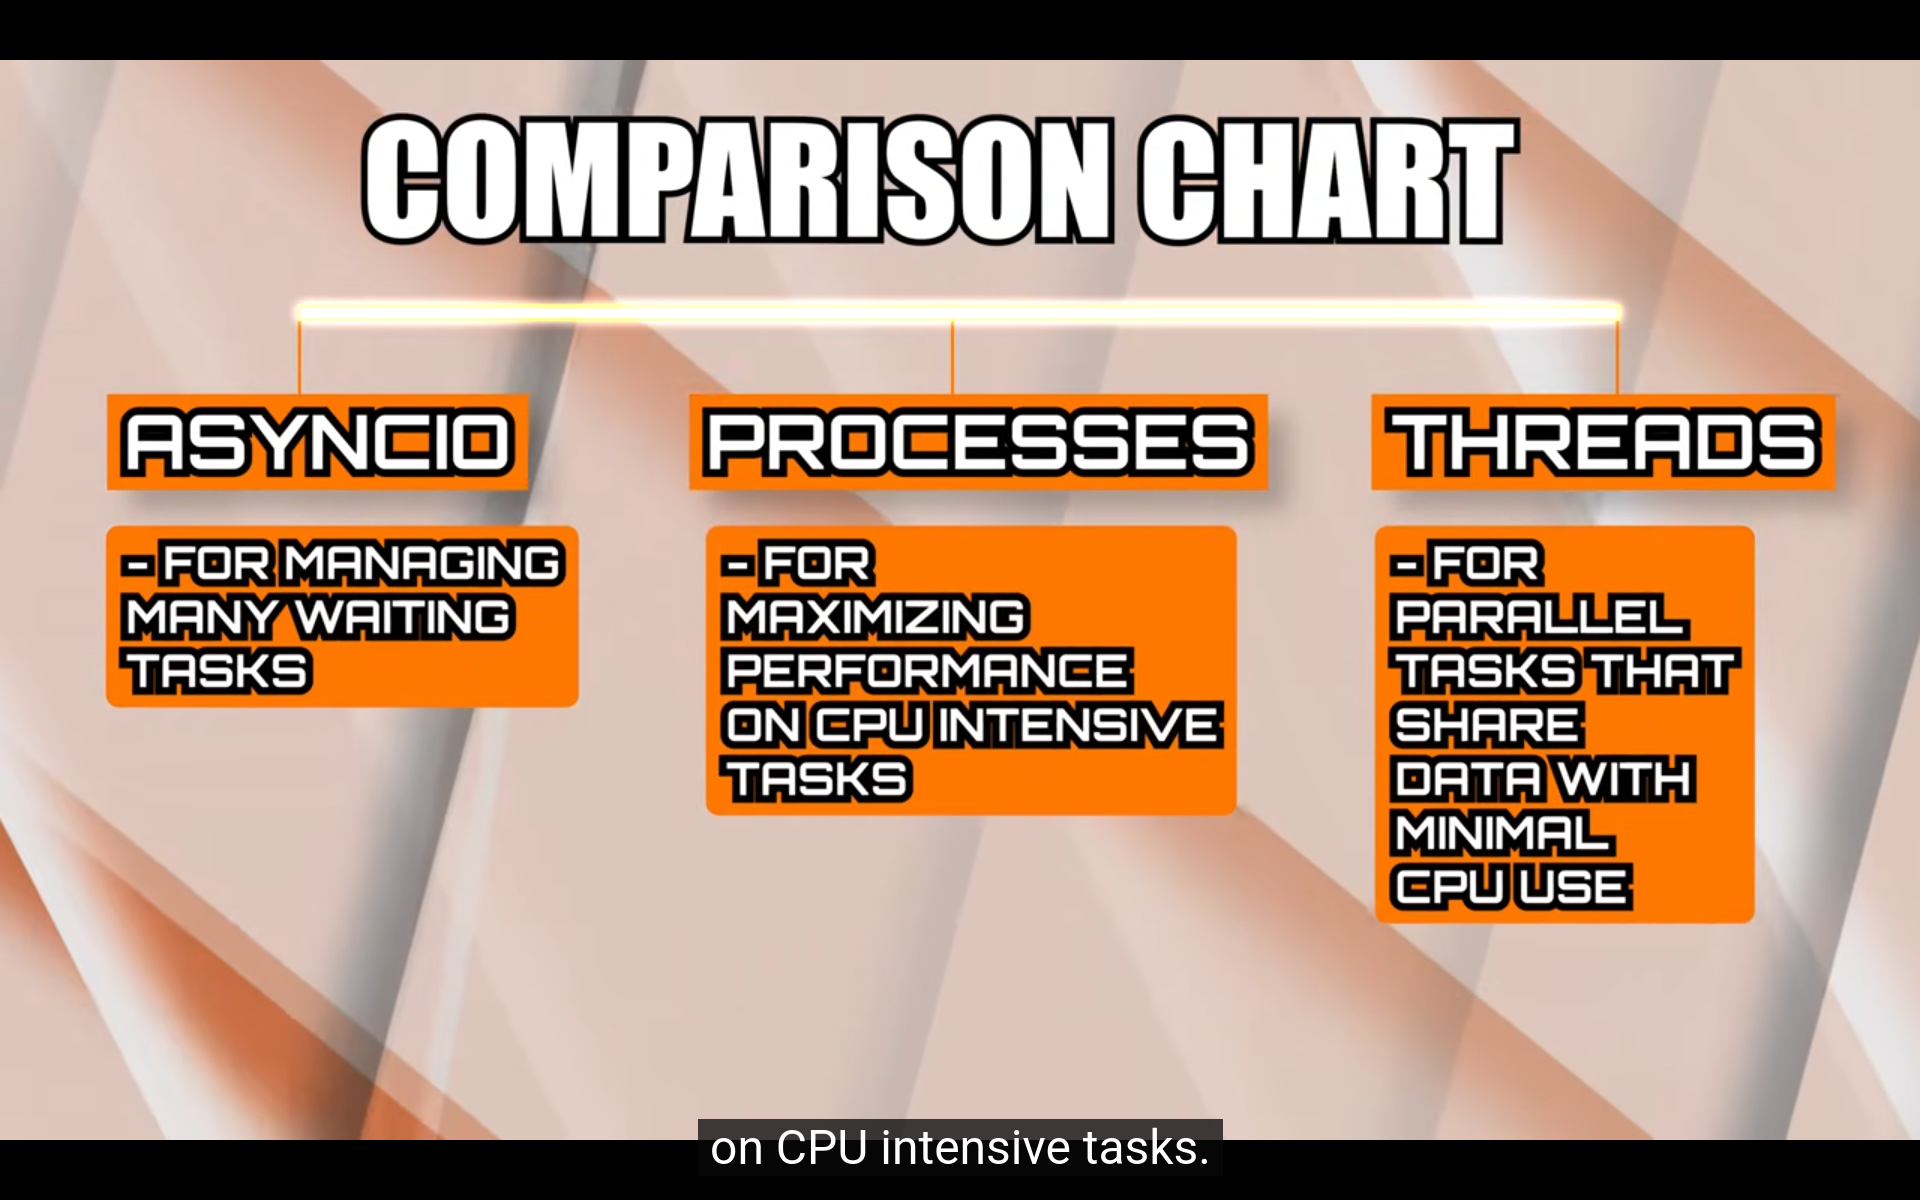 COMPARISON CHART
ASYNCIO
- FOR MANAGING
MANY WAITING
TASKS
PROCESSES
- FOR
MAXIMIZING
PERFORMANCE
ON CPU INTENSIVE
TASKS
THREADS
- FOR
PARALLEL
TASKS THAT
SHARE
DATA WITH
MINIMAL
CPU USE
on CPU intensive tasks.